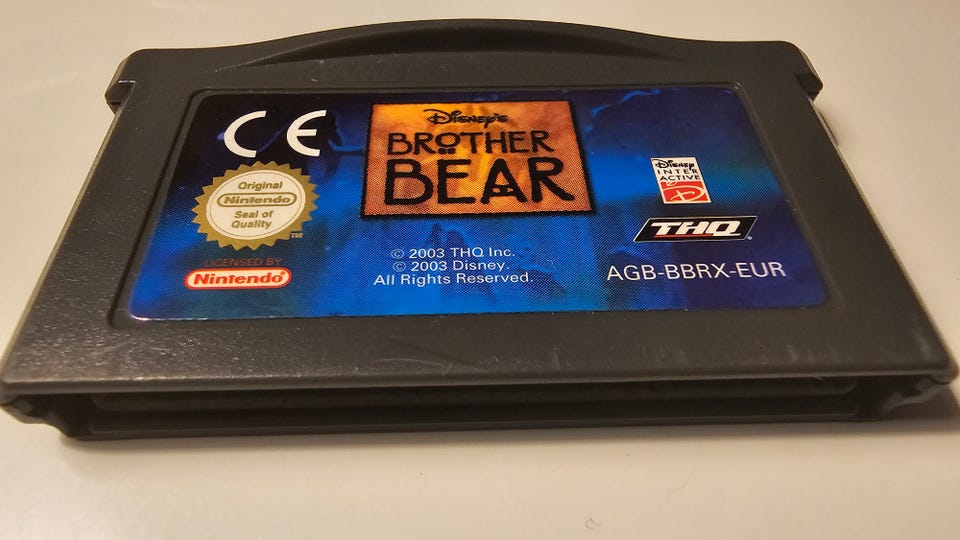 CE
DISNEY'S
BROTHER
BEAR
Original
Nintendo
Seal of
Quality
TM
LICENSED BY
Nintendo
© 2003 THQ Inc.
© 2003 Disney.
All Rights Reserved.
DISNEY
INTER
ACTIVE
THQ
AGB-BBRX-EUR